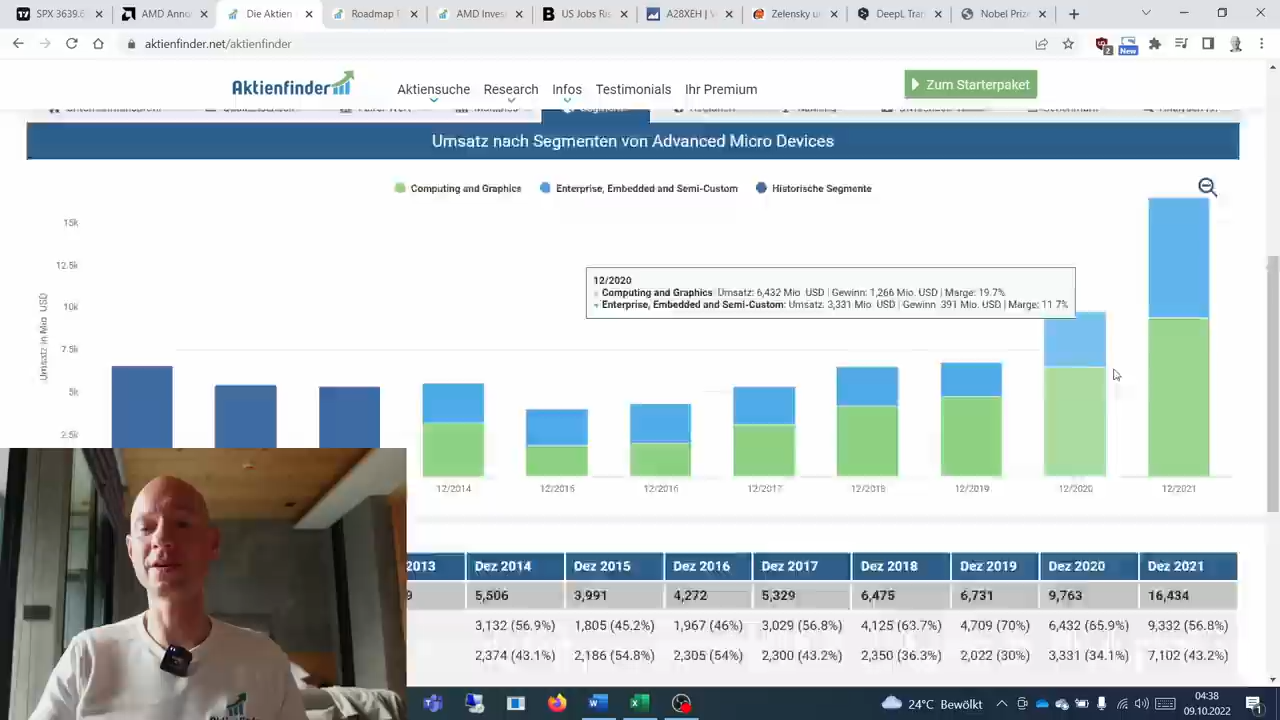 SPX 3639.6
AMD Anno
Die Aktien
Roadmap T
AMD Inves
US Jobs Ris
A28XEH | V
Zelensky
DeepL Tran
Nobel Prize
aktienfinder.net/aktienfinder
2
New
Aktienfinder
Aktiensuche
Research
Infos
Testimonials
Ihr Premium
Zum Starterpaket
Umsatz nach Segmenten von Advanced Micro Devices
Computing and Graphics
Enterprise, Embedded and Semi-Custom
Historische Segmente
15k
12.5k
10k
7.5k
5k
2.5k
Umsatz in Mio. USD
12/2020
Computing and Graphics: Umsatz: 6,432 Mio. USD | Gewinn: 1,266 Mio. USD | Marge: 19.7%
Enterprise, Embedded and Semi-Custom: Umsatz: 3,331 Mio. USD | Gewinn: 391 Mio. USD | Marge: 11.7%
12/2014 12/2015 12/2016 12/2017 12/2018 12/2019 12/2020 12/2021
2013 Dez 2014 Dez 2015 Dez 2016 Dez 2017 Dez 2018 Dez 2019 Dez 2020 Dez 2021
9 5,506 3,991 4,272 5,329 6,475 6,731 9,763 16,434
3,132 (56.9%) 1,805 (45.2%) 1,967 (46%) 3,029 (56.8%) 4,125 (63.7%) 4,709 (70%) 6,432 (65.9%) 9,332 (56.8%)
2,374 (43.1%) 2,186 (54.8%) 2,305 (54%) 2,300 (43.2%) 2,350 (36.3%) 2,022 (30%) 3,331 (34.1%) 7,102 (43.2%)
Aktienfinder
24°C Bewölkt
04:38
09.10.2022